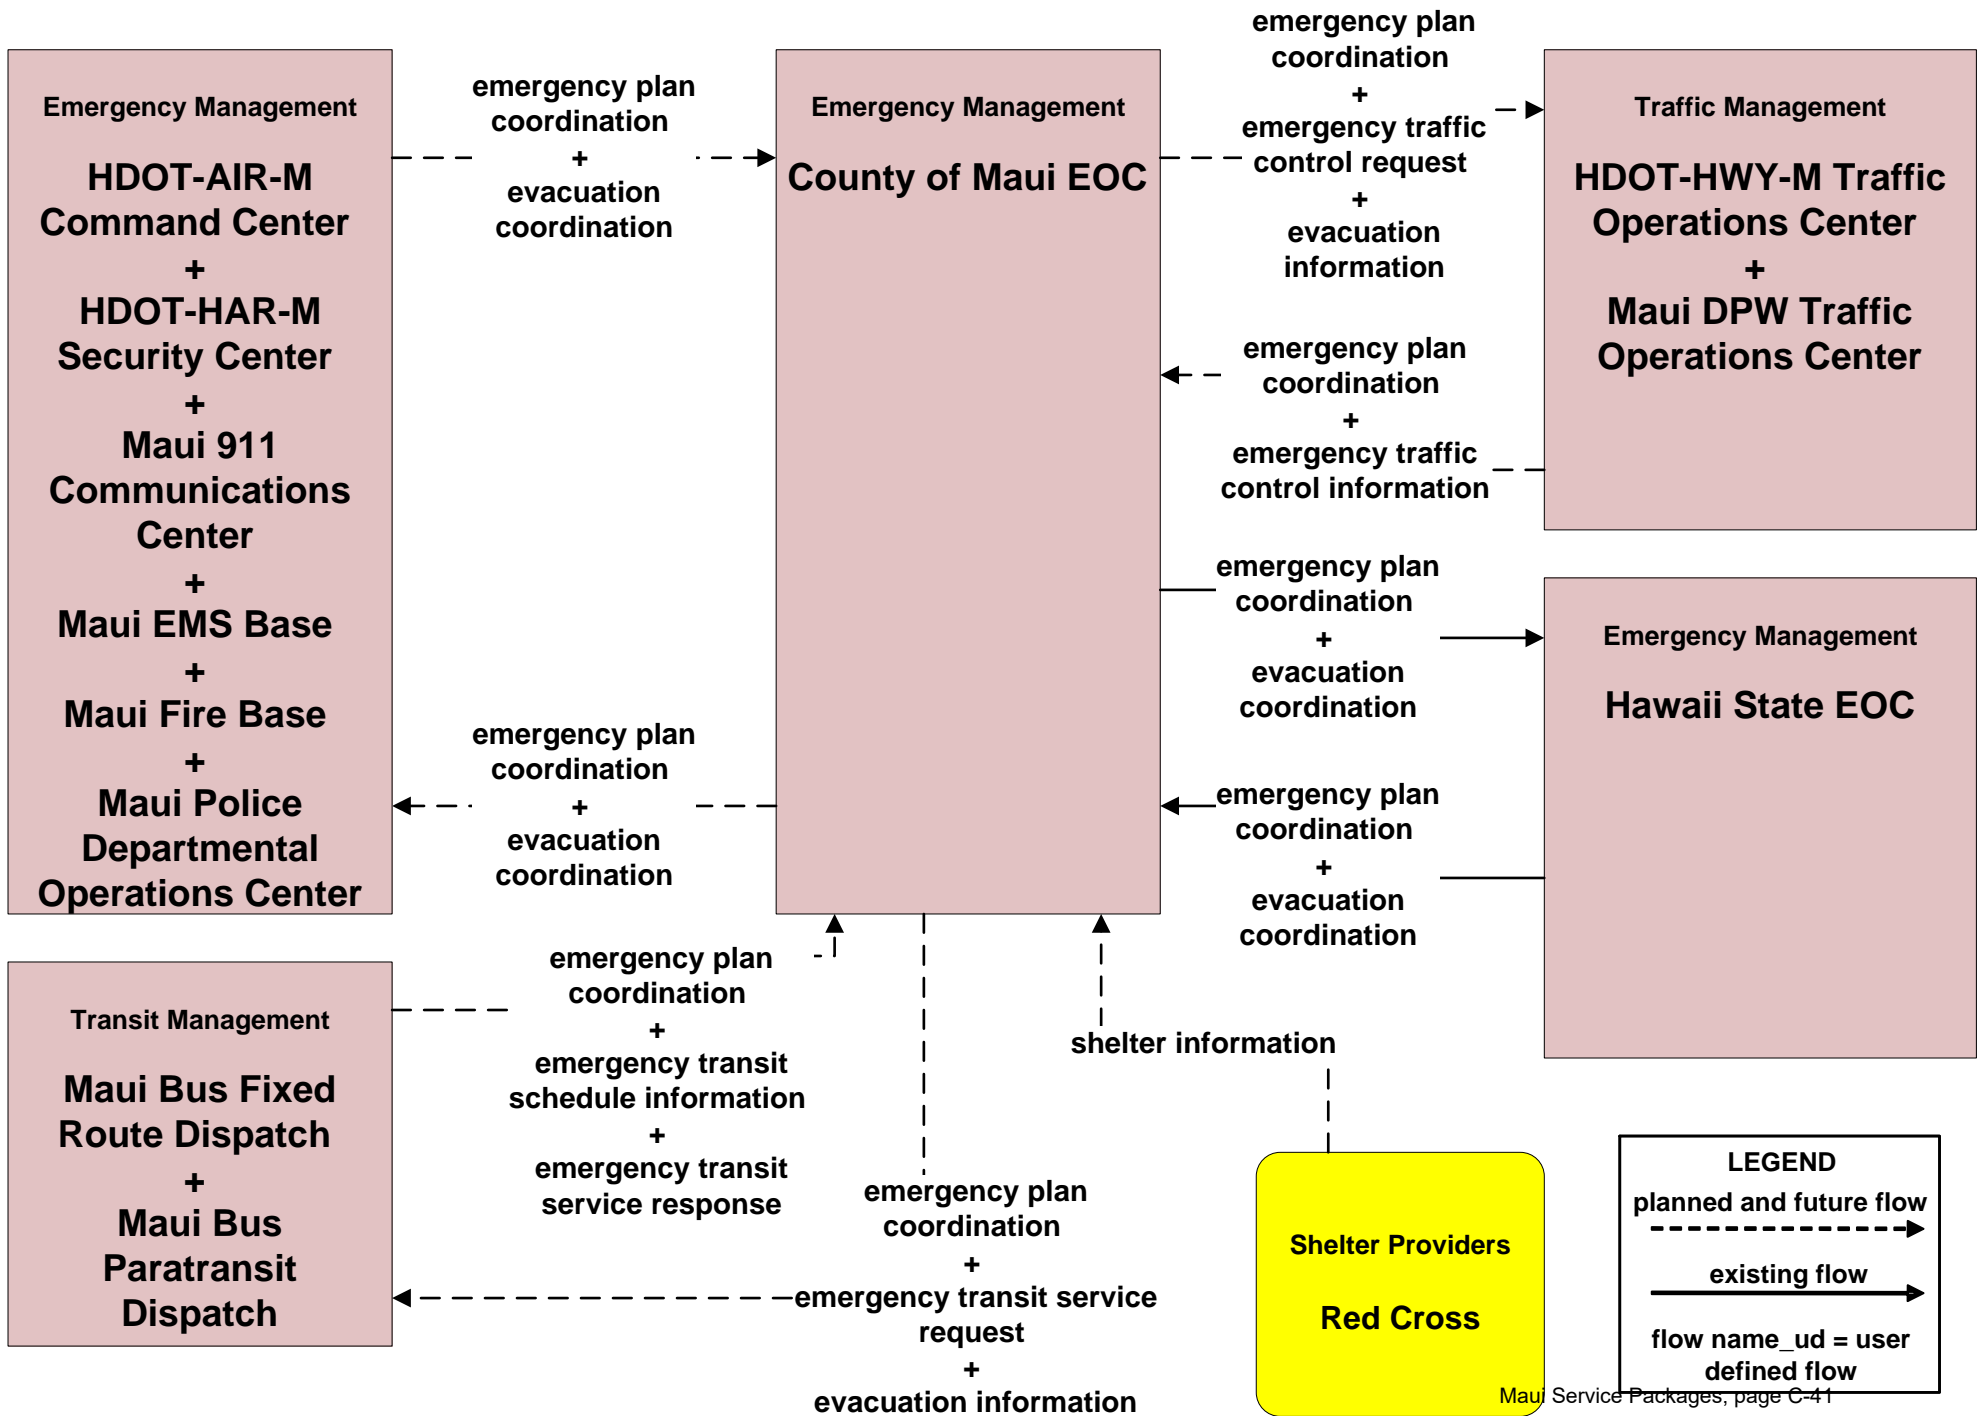 Emergency Management
HDOT-AIR-M
Command Center
+
HDOT-HAR-M
Security Center
+
Maui 911
Communications
Center
+
Maui EMS Base
+
Maui Fire Base
+
Maui Police
Departmental
Operations Center
emergency plan
coordination
+
evacuation
coordination
emergency plan
coordination
+
evacuation
coordination
Emergency Management
County of Maui EOC
emergency plan
coordination
+
emergency traffic
control request
+
evacuation
information
emergency plan
coordination
+
emergency traffic
control information
emergency plan
coordination
+
evacuation
coordination
emergency plan
coordination
+
evacuation
coordination
Traffic Management
HDOT-HWY-M Traffic
Operations Center
+
Maui DPW Traffic
Operations Center
Emergency Management
Hawaii State EOC
Transit Management
Maui Bus Fixed
Route Dispatch
+
Maui Bus
Paratransit
Dispatch
emergency plan
coordination
+
emergency transit
schedule information
+
emergency transit
service response
emergency plan
coordination
+
emergency transit service
request
+
evacuation information
shelter information
Shelter Providers
Red Cross
LEGEND
planned and future flow
existing flow
flow name_ud = user
defined flow
Maui Service Packages, page C-41